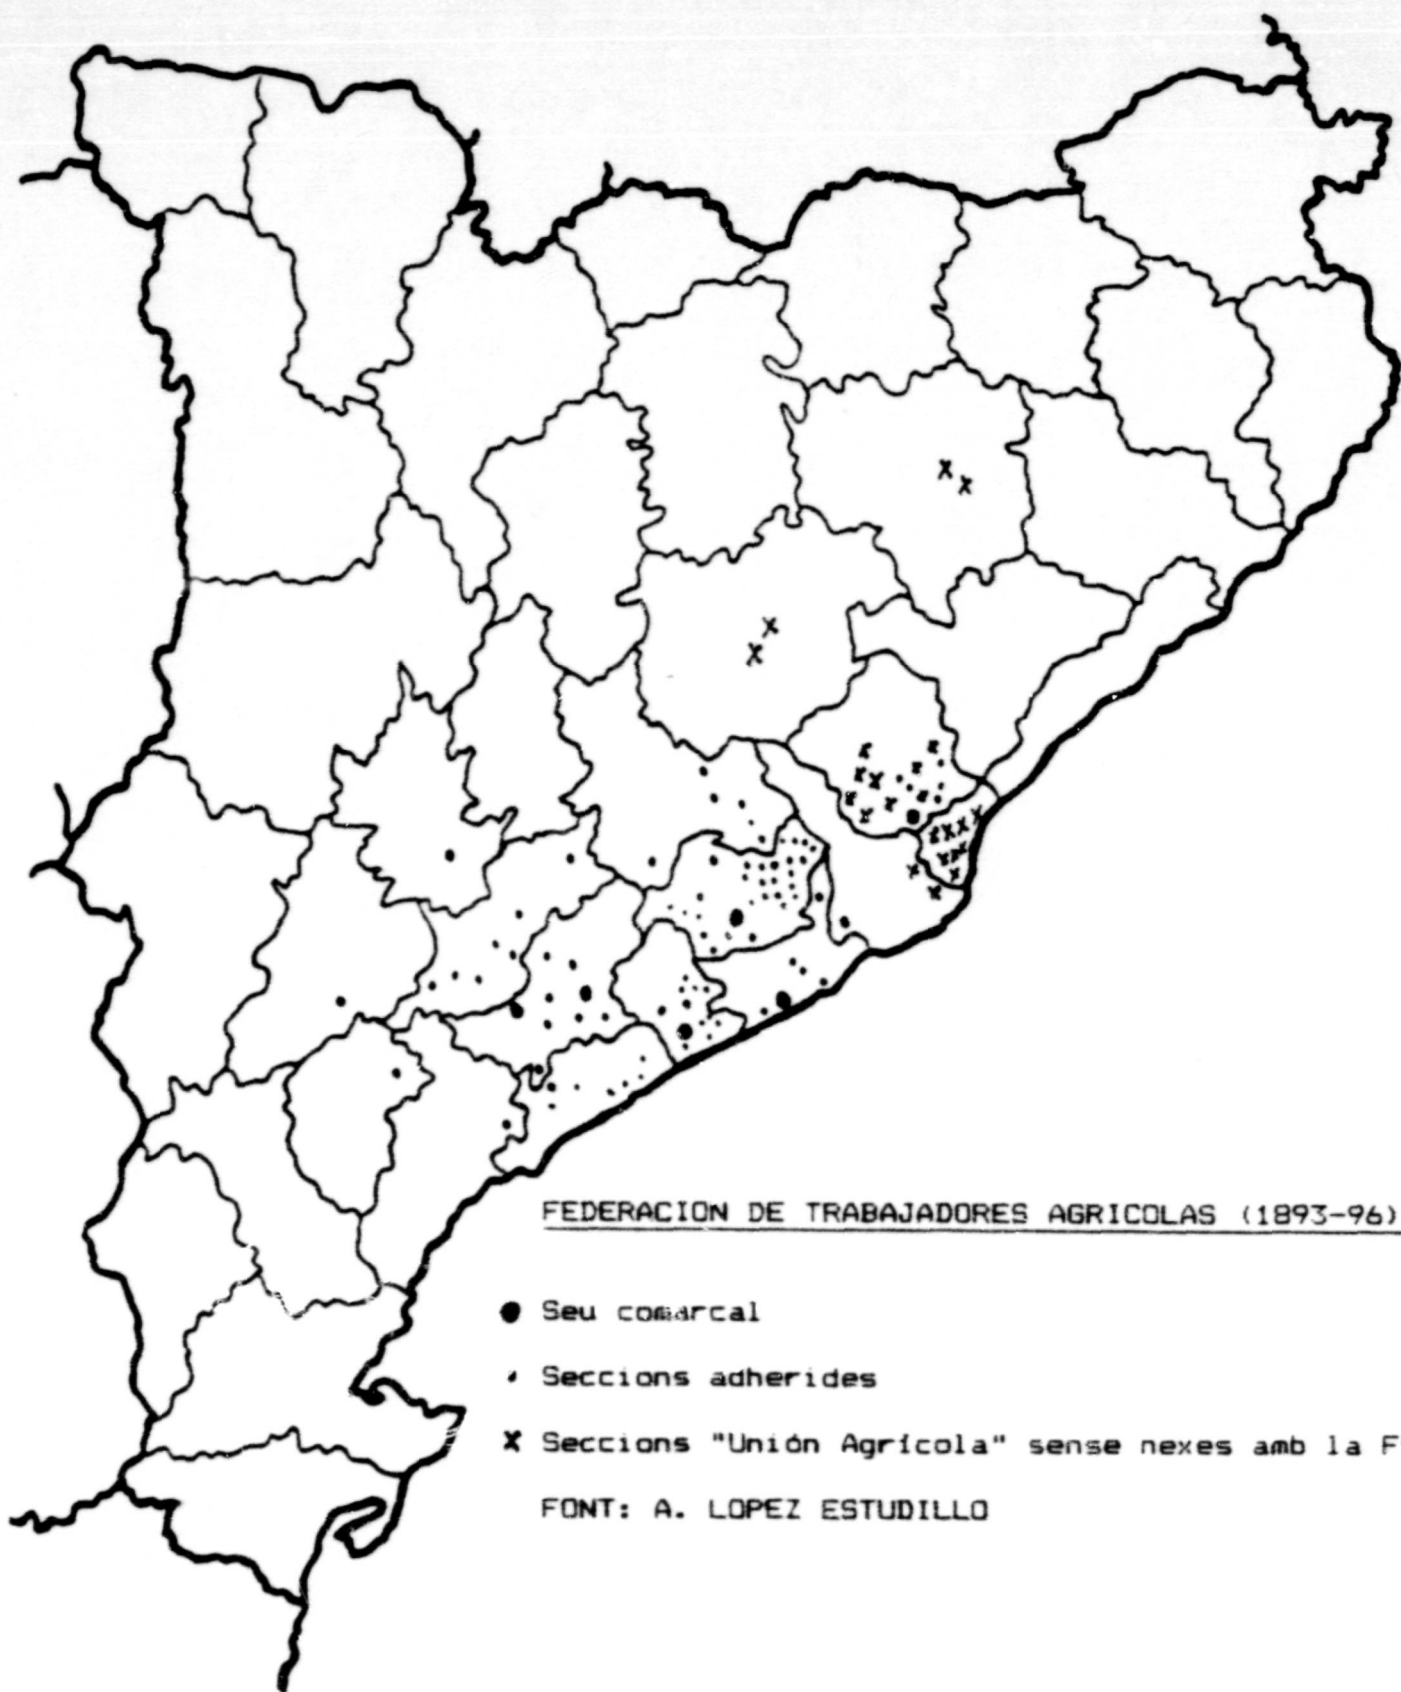 FEDERACION DE TRABAJADORES AGRICOLAS (1893-96)
Seu comarcal
Seccions adherides
Seccions "Unión Agrícola" sense nexes amb la F
FONT: A. LOPEZ ESTUDILLO